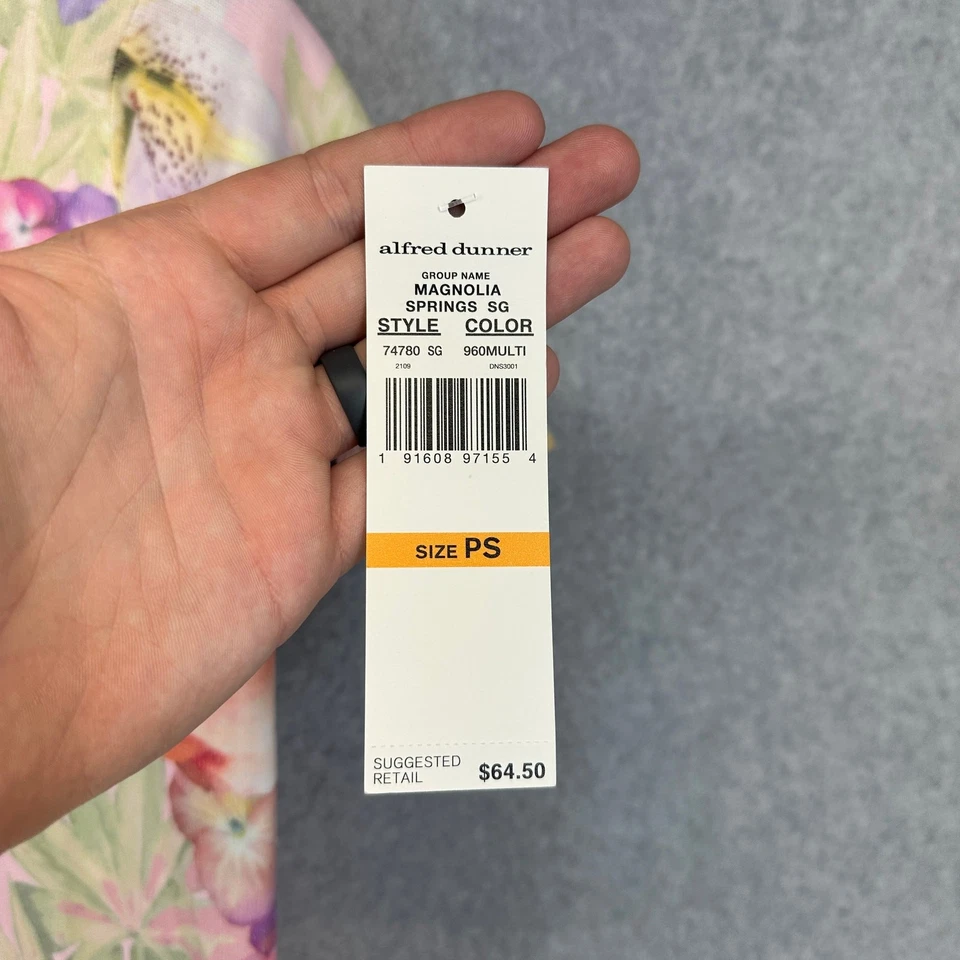 alfred dunner
GROUP NAME
MAGNOLIA
SPRINGS SG
STYLE COLOR
74780 SG 960MULTI
2109 DNS3001
1 91608 97155 4
SIZE PS
SUGGESTED
RETAIL $64.50